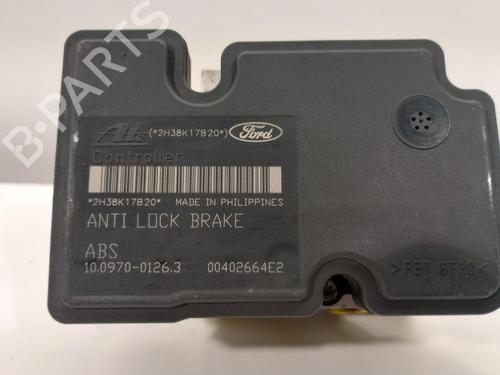 B-PARTS
Ate (*2H38K17B20*) Ford
Controller
*2H38K17B20* MADE IN PHILIPPINES
ANTI LOCK BRAKE
ABS
10.0970-0126.3 00402664E2
>PBT GF30<